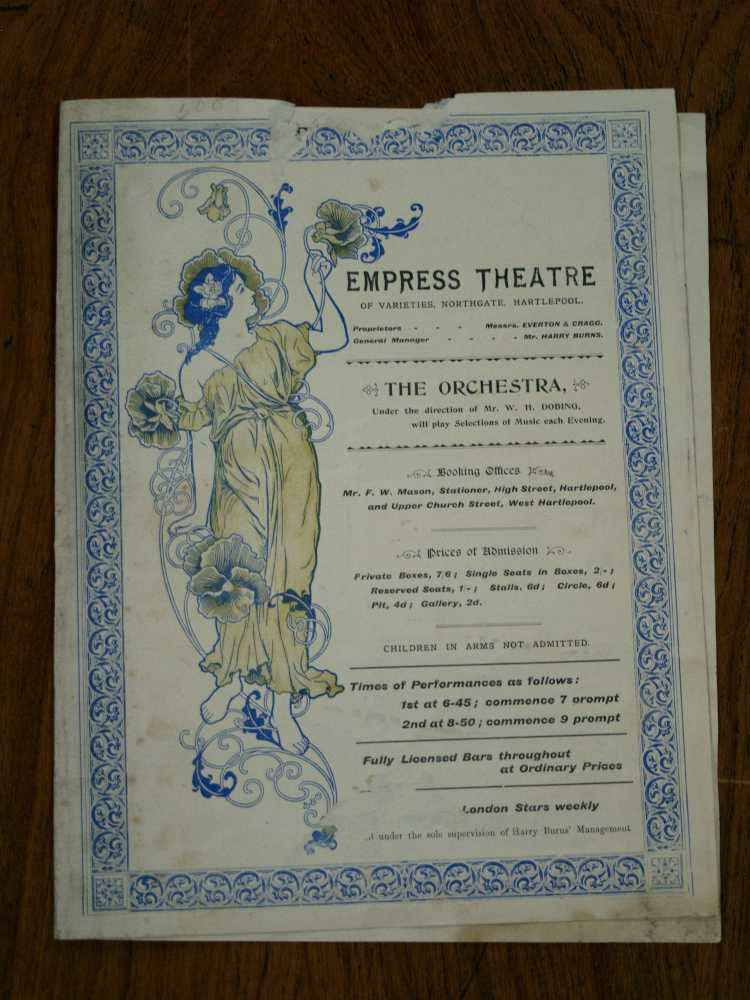 EMPRESS THEATRE
OF VARIETIES, NORTHGATE, HARTLEPOOL.
Proprietors - - - Messrs. EVERTON & CRAGG.
General Manager - - - - Mr. HARRY BURNS.
THE ORCHESTRA,
Under the direction of Mr. W. H. DOBING,
will play Selections of Music each Evening.
Booking Offices
Mr. F. W. Mason, Stationer, High Street, Hartlepool,
and Upper Church Street, West Hartlepool.
Prices of Admission
Private Boxes, 7/6; Single Seats in Boxes, 2/-;
Reserved Seats, 1/-; Stalls, 6d; Circle, 6d;
Pit, 4d; Gallery, 2d.
CHILDREN IN ARMS NOT ADMITTED.
Times of Performances as follows:
1st at 6-45; commence 7 prompt
2nd at 8-50; commence 9 prompt
Fully Licensed Bars throughout
at Ordinary Prices
London Stars weekly
under the sole supervision of Harry Burns' Management